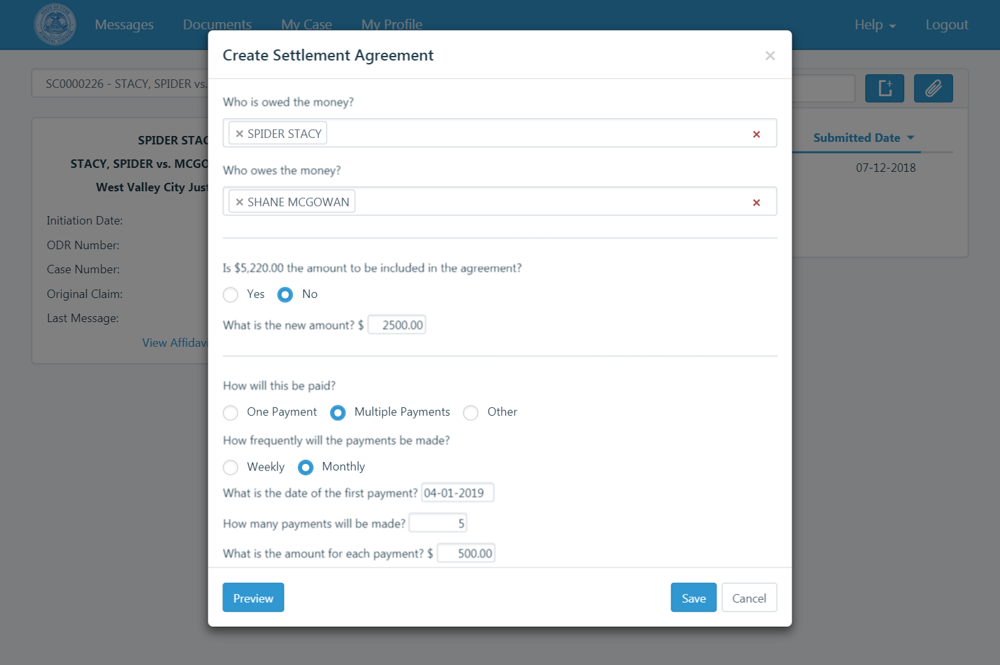 Messages Documents My Case My Profile Help Logout
Create Settlement Agreement
SC0000226 - STACY, SPIDER vs.
Who is owed the money?
× SPIDER STACY ×
SPIDER STAC
Submitted Date
STACY, SPIDER vs. MCGO
Who owes the money?
07-12-2018
West Valley City Just
× SHANE MCGOWAN ×
Initiation Date:
ODR Number:
Case Number:
Original Claim:
Last Message:
View Affidavi
Is $5,220.00 the amount to be included in the agreement?
Yes No
What is the new amount? $ 2500.00
How will this be paid?
One Payment Multiple Payments Other
How frequently will the payments be made?
Weekly Monthly
What is the date of the first payment? 04-01-2019
How many payments will be made? 5
What is the amount for each payment? $ 500.00
Preview Save Cancel